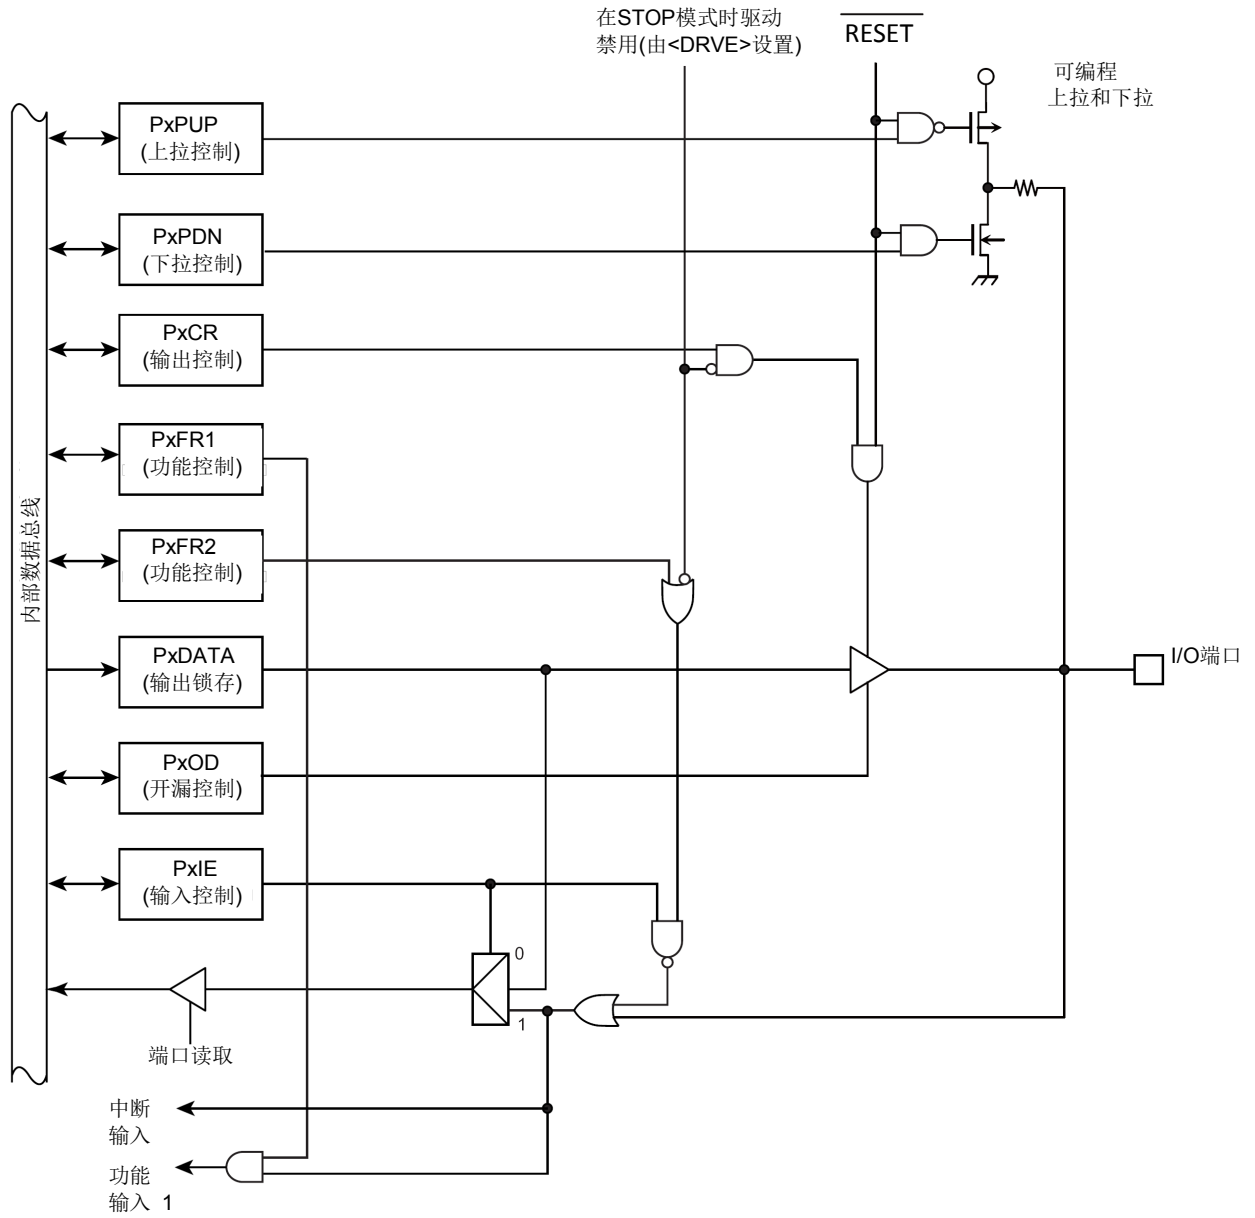 在STOP模式时驱动
禁用(由<DRVE>设置)
RESET
可编程
上拉和下拉
PxPUP
(上拉控制)
PxPDN
(下拉控制)
PxCR
(输出控制)
PxFR1
(功能控制)
PxFR2
(功能控制)
内部数据总线
PxDATA
(输出锁存)
I/O端口
PxOD
(开漏控制)
PxIE
(输入控制)
0
1
端口读取
中断
输入
功能
输入 1